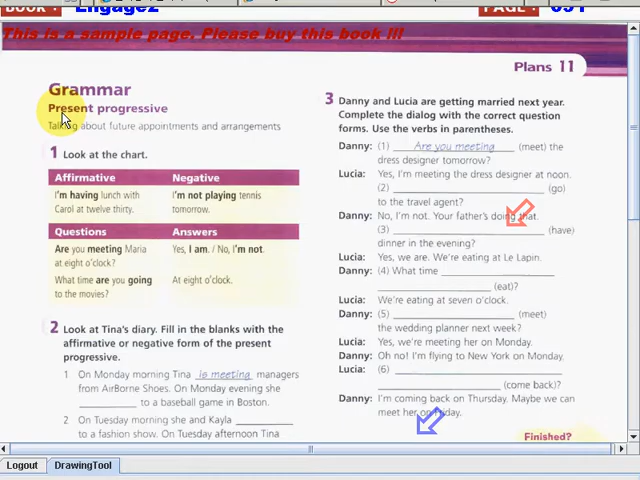 BOOK : Engage2
PAGE : 091
This is a sample page. Please buy this book !!!
Plans 11
Grammar
Present progressive
Talking about future appointments and arrangements
1 Look at the chart.
Affirmative Negative
I'm having lunch with Carol at twelve thirty.
I'm not playing tennis tomorrow.
Questions Answers
Are you meeting Maria at eight o'clock?
Yes, I am. / No, I'm not.
What time are you going to the movies?
At eight o'clock.
2 Look at Tina's diary. Fill in the blanks with the
affirmative or negative form of the present
progressive.
1 On Monday morning Tina is meeting managers
from AirBorne Shoes. On Monday evening she
____ to a baseball game in Boston.
2 On Tuesday morning she and Kayla ____
to a fashion show. On Tuesday afternoon Tina
3 Danny and Lucia are getting married next year.
Complete the dialog with the correct question
forms. Use the verbs in parentheses.
Danny: (1) Are you meeting (meet) the
dress designer tomorrow?
Lucia: Yes, I'm meeting the dress designer at noon.
(2) ____ (go)
to the travel agent?
Danny: No, I'm not. Your father's doing that.
(3) ____ (have)
dinner in the evening?
Lucia: Yes, we are. We're eating at Le Lapin.
Danny: (4) What time ____
____ (eat)?
Lucia: We're eating at seven o'clock.
Danny: (5) ____ (meet)
the wedding planner next week?
Lucia: Yes, we're meeting her on Monday.
Danny: Oh no! I'm flying to New York on Monday.
Lucia: (6) ____
____ (come back)?
Danny: I'm coming back on Thursday. Maybe we can
meet her on Friday.
Finished?
Logout DrawingTool